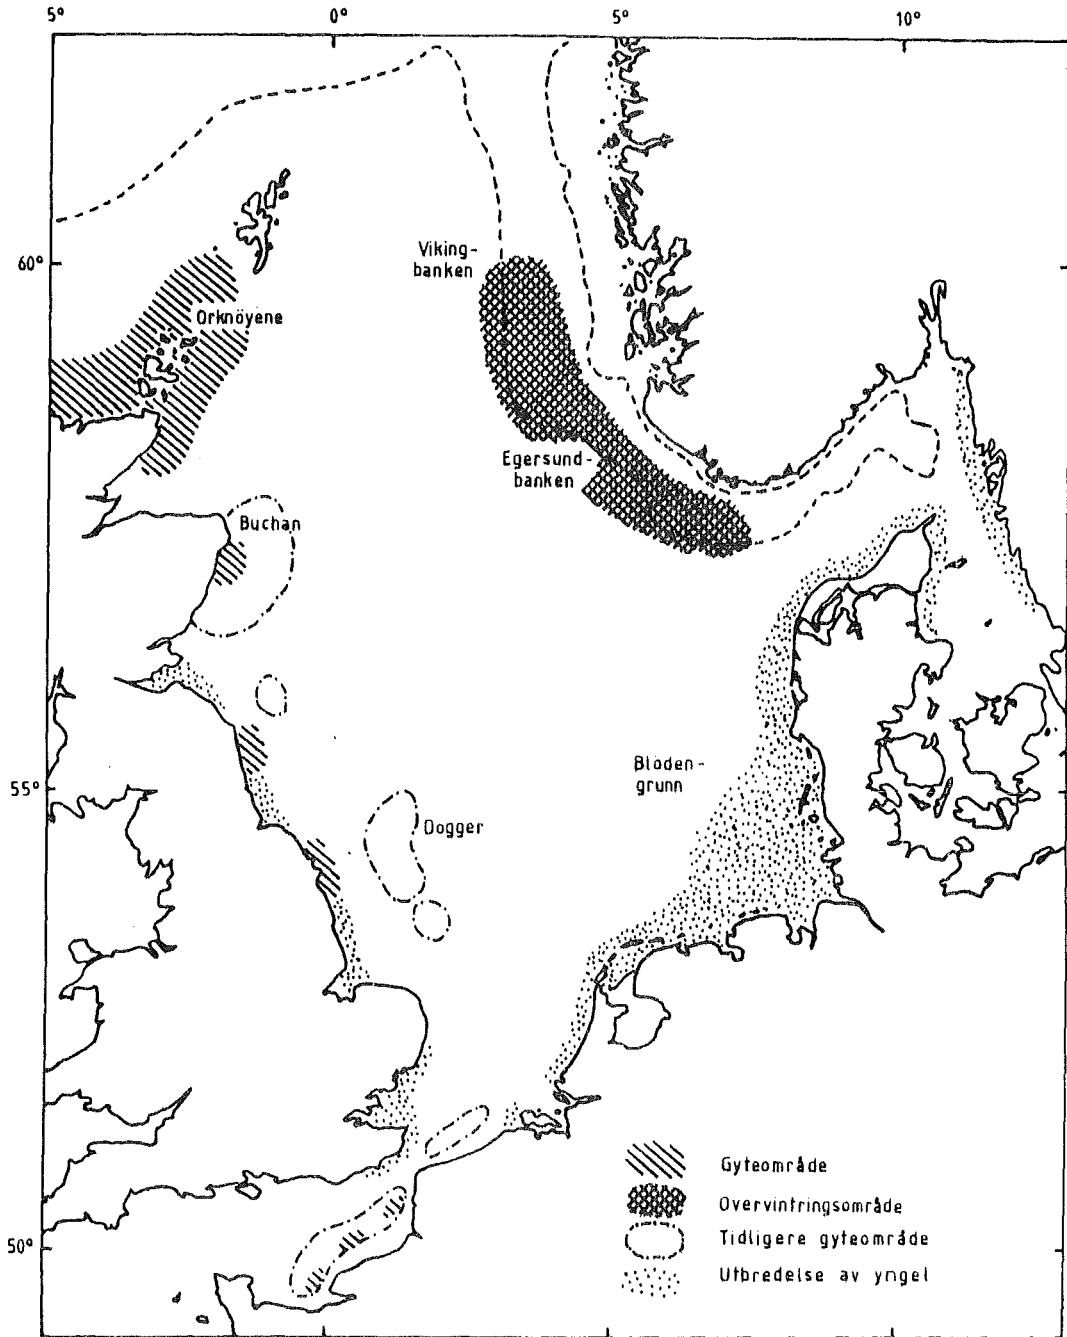 5°
0°
5°
10°
60°
55°
50°
Viking-
banken
Orknöyene
Egersund-
banken
Buchan
Blöden-
grunn
Dogger
Gyteområde
Overvintringsområde
Tidligere gyteområde
Utbredelse av yngel